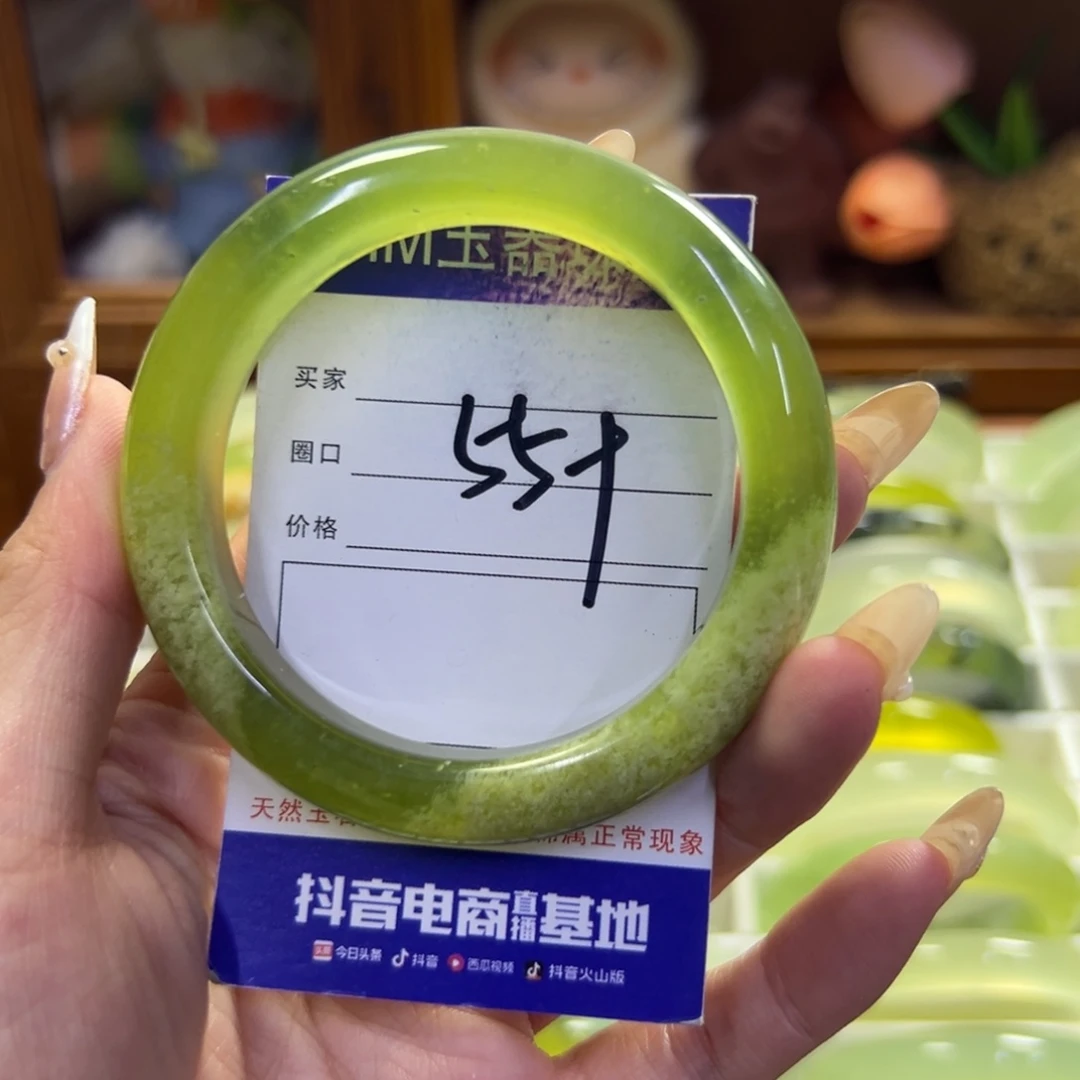 玉器
买家
圈口
价格
55+
天然玉
属正常现象
抖音电商直播基地
今日头条 抖音 西瓜视频 抖音火山版